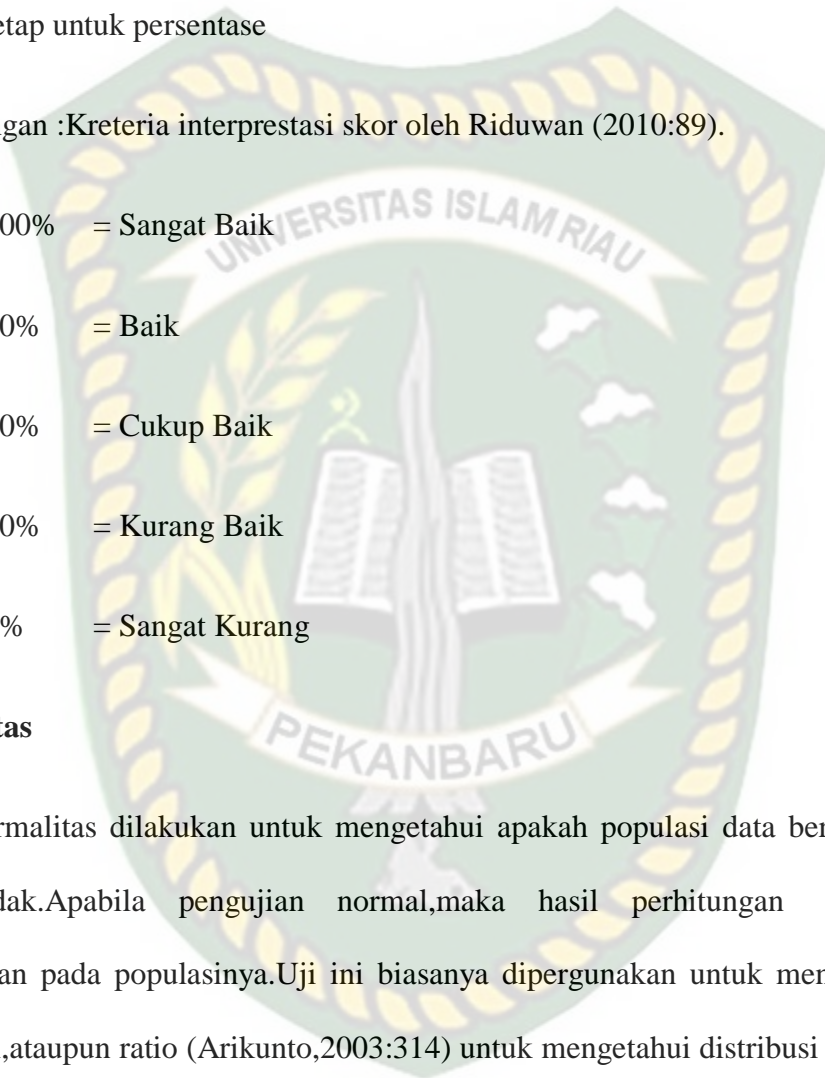 etap untuk persentase
ngan :Kreteria interprestasi skor oleh Riduwan (2010:89).
00% = Sangat Baik
UNIVERSITAS ISLAM RIAU
0% = Baik
0% = Cukup Baik
0% = Kurang Baik
% = Sangat Kurang
tas
PEKANBARU
rmalitas dilakukan untuk mengetahui apakah populasi data ber
dak.Apabila pengujian normal,maka hasil perhitungan
an pada populasinya.Uji ini biasanya dipergunakan untuk men
,ataupun ratio (Arikunto,2003:314) untuk mengetahui distribusi